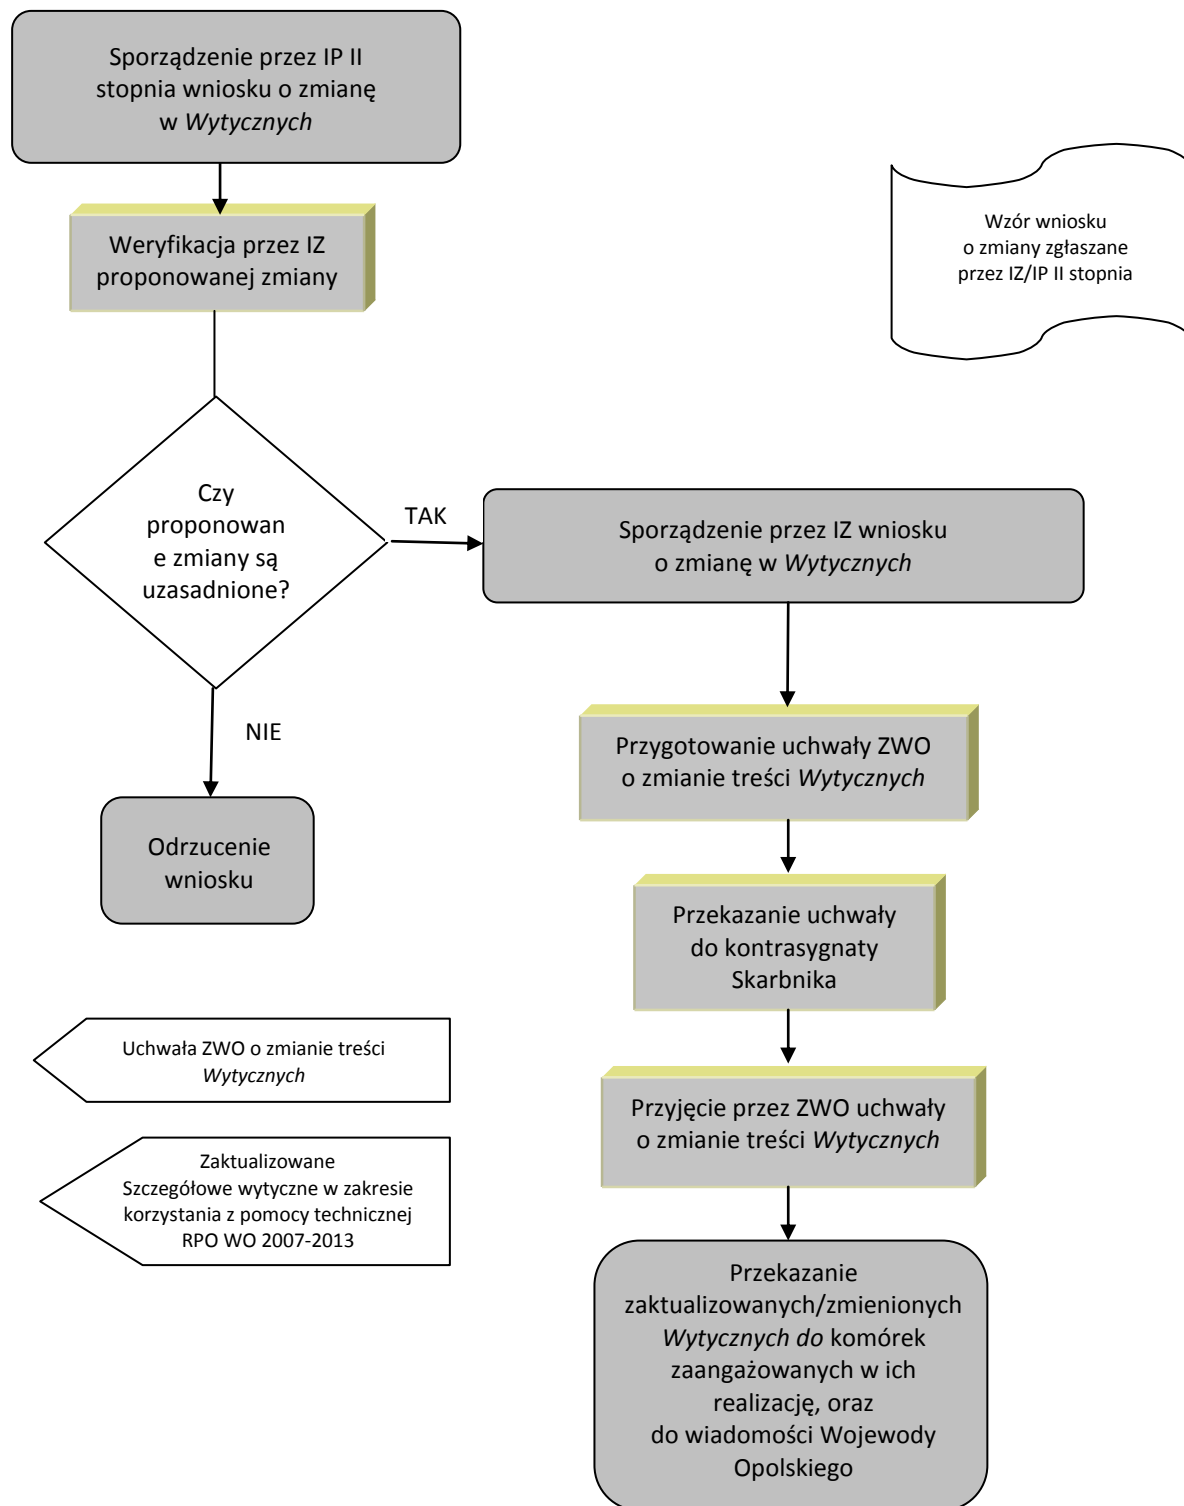 Sporządzenie przez IP II
stopnia wniosku o zmianę
w Wytycznych
Weryfikacja przez IZ
proponowanej zmiany
Wzór wniosku
o zmiany zgłaszane
przez IZ/IP II stopnia
Czy
proponowan
e zmiany są
uzasadnione?
TAK
Sporządzenie przez IZ wniosku
o zmianę w Wytycznych
NIE
Odrzucenie
wniosku
Przygotowanie uchwały ZWO
o zmianie treści Wytycznych
Przekazanie uchwały
do kontrasygnaty
Skarbnika
Uchwała ZWO o zmianie treści
Wytycznych
Przyjęcie przez ZWO uchwały
o zmianie treści Wytycznych
Zaktualizowane
Szczegółowe wytyczne w zakresie
korzystania z pomocy technicznej
RPO WO 2007-2013
Przekazanie
zaktualizowanych/zmienionych
Wytycznych do komórek
zaangażowanych w ich
realizację, oraz
do wiadomości Wojewody
Opolskiego